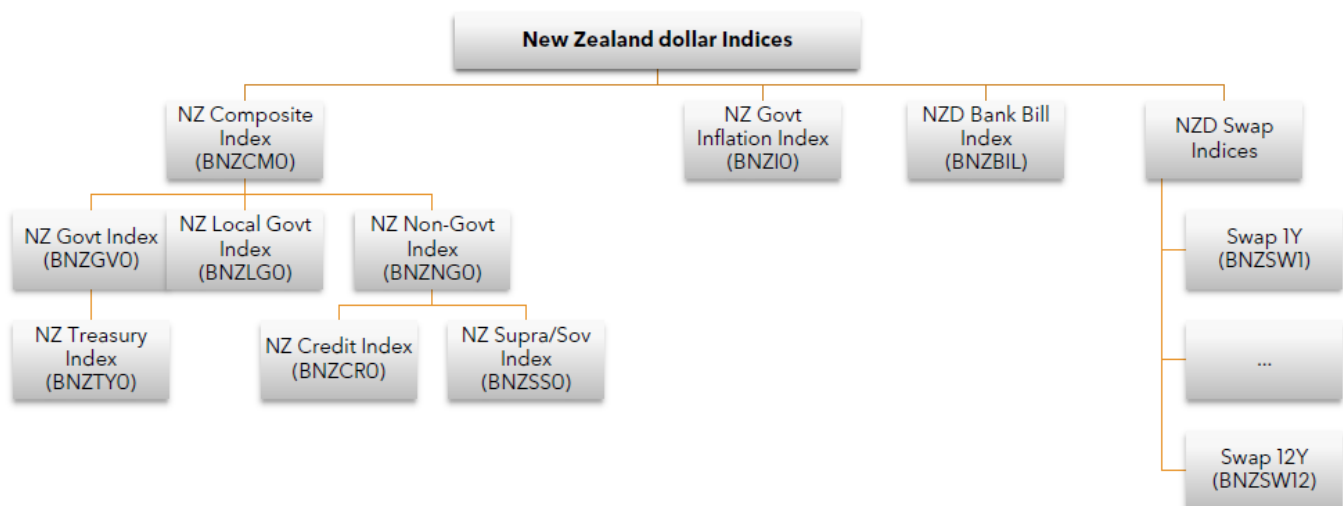 New Zealand dollar Indices
NZ Composite
Index
(BNZCM0)
NZ Govt
Inflation Index
(BNZI0)
NZD Bank Bill
Index
(BNZBIL)
NZD Swap
Indices
NZ Govt Index
(BNZGV0)
NZ Local Govt
Index
(BNZLG0)
NZ Non-Govt
Index
(BNZNG0)
Swap 1Y
(BNZSW1)
NZ Treasury
Index
(BNZTY0)
NZ Credit Index
(BNZCR0)
NZ Supra/Sov
Index
(BNZSS0)
...
Swap 12Y
(BNZSW12)